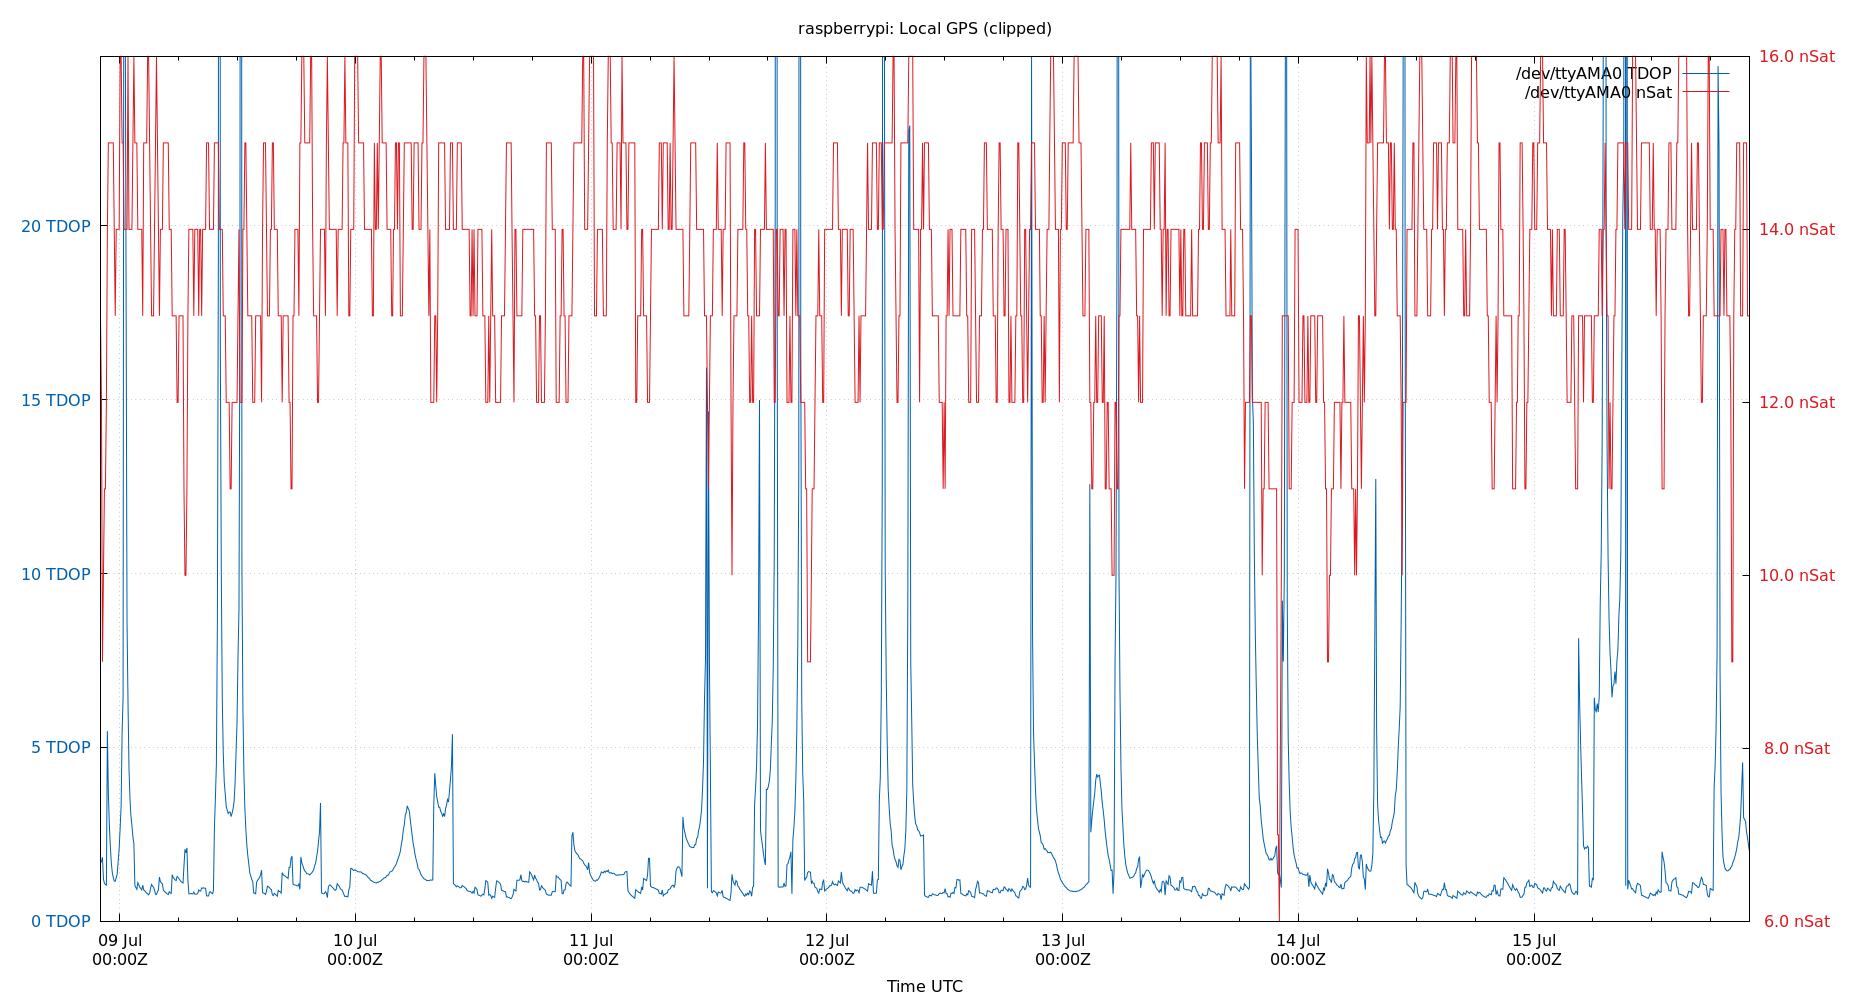 raspberrypi: Local GPS (clipped)
16.0 nSat
/dev/ttyAMA0 TDOP
/dev/ttyAMA0 nSat
20 TDOP
14.0 nSat
15 TDOP
12.0 nSat
10 TDOP
10.0 nSat
5 TDOP
8.0 nSat
0 TDOP
6.0 nSat
09 Jul 10 Jul 11 Jul 12 Jul 13 Jul 14 Jul 15 Jul
00:00Z 00:00Z 00:00Z 00:00Z 00:00Z 00:00Z 00:00Z
Time UTC